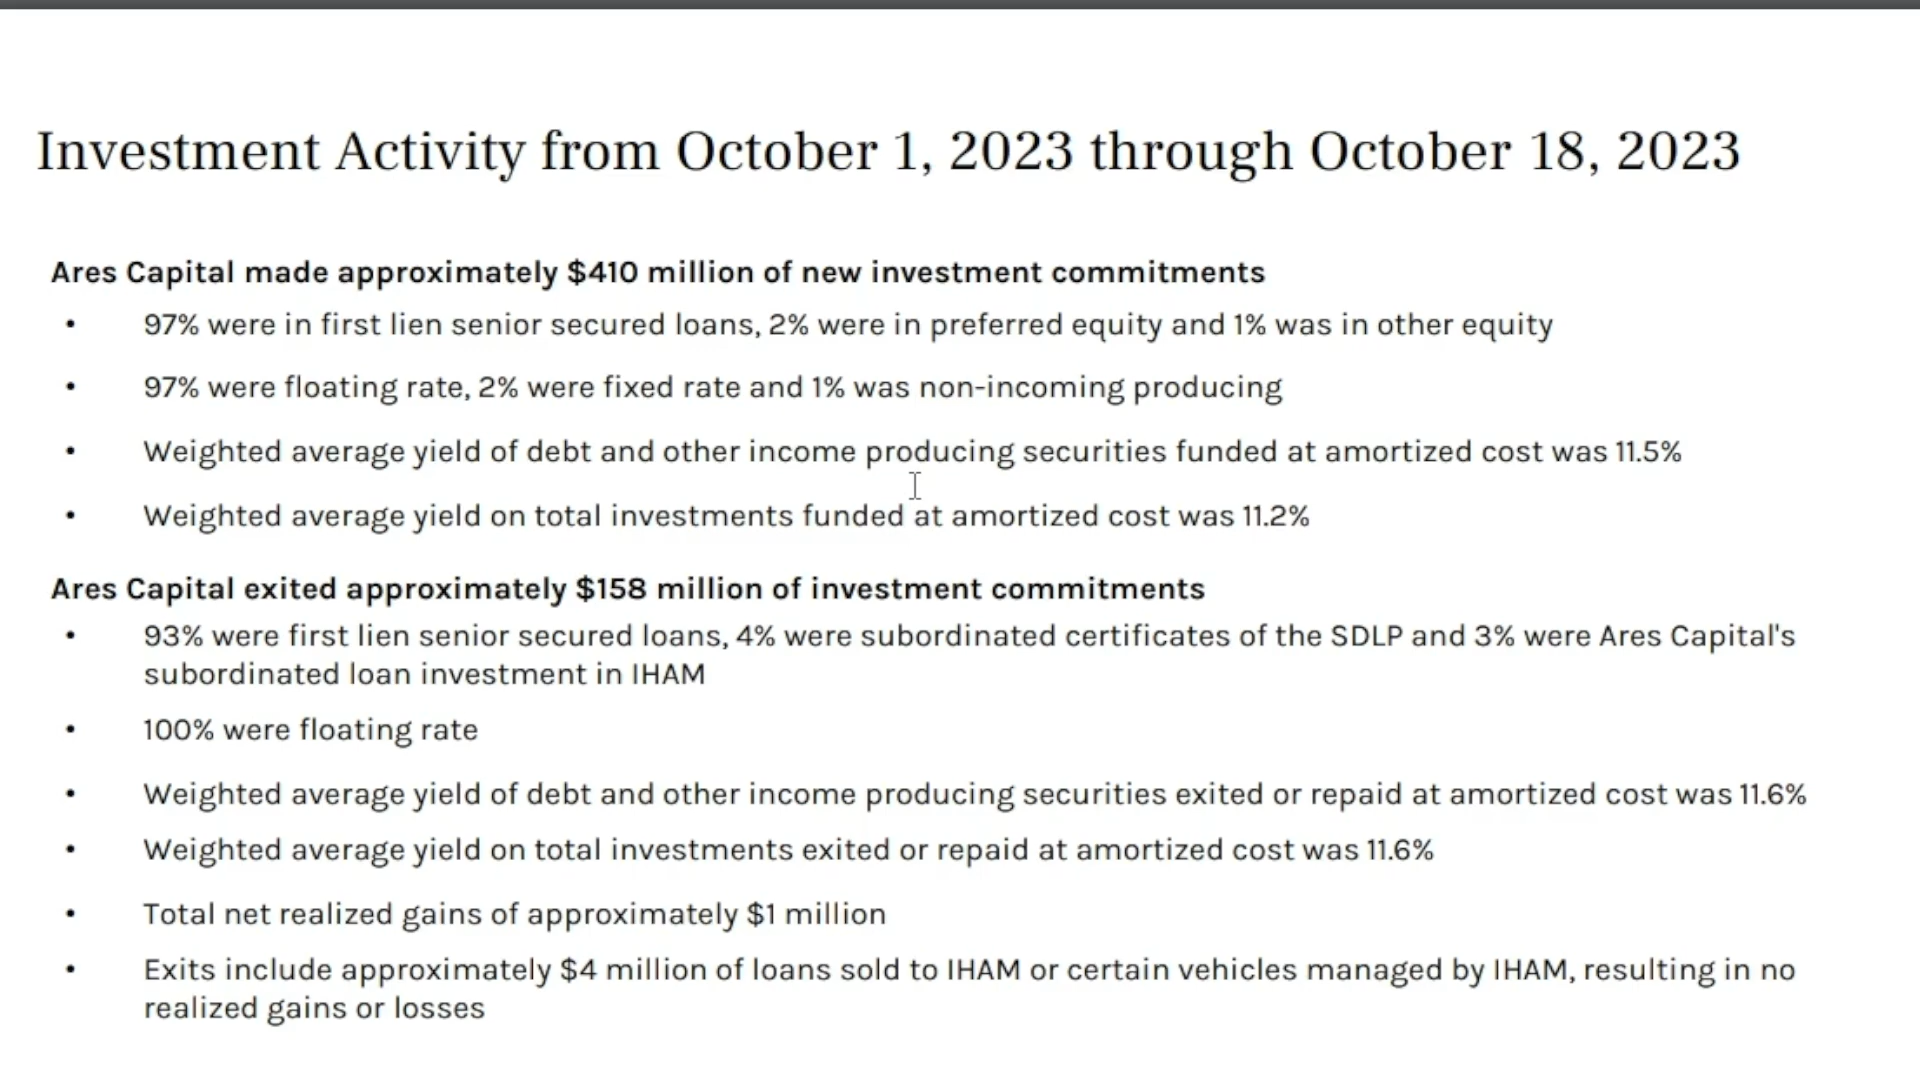 Investment Activity from October 1, 2023 through October 18, 2023
Ares Capital made approximately $410 million of new investment commitments
• 97% were in first lien senior secured loans, 2% were in preferred equity and 1% was in other equity
• 97% were floating rate, 2% were fixed rate and 1% was non-incoming producing
• Weighted average yield of debt and other income producing securities funded at amortized cost was 11.5%
• Weighted average yield on total investments funded at amortized cost was 11.2%
Ares Capital exited approximately $158 million of investment commitments
• 93% were first lien senior secured loans, 4% were subordinated certificates of the SDLP and 3% were Ares Capital's
subordinated loan investment in IHAM
• 100% were floating rate
• Weighted average yield of debt and other income producing securities exited or repaid at amortized cost was 11.6%
• Weighted average yield on total investments exited or repaid at amortized cost was 11.6%
• Total net realized gains of approximately $1 million
• Exits include approximately $4 million of loans sold to IHAM or certain vehicles managed by IHAM, resulting in no
realized gains or losses